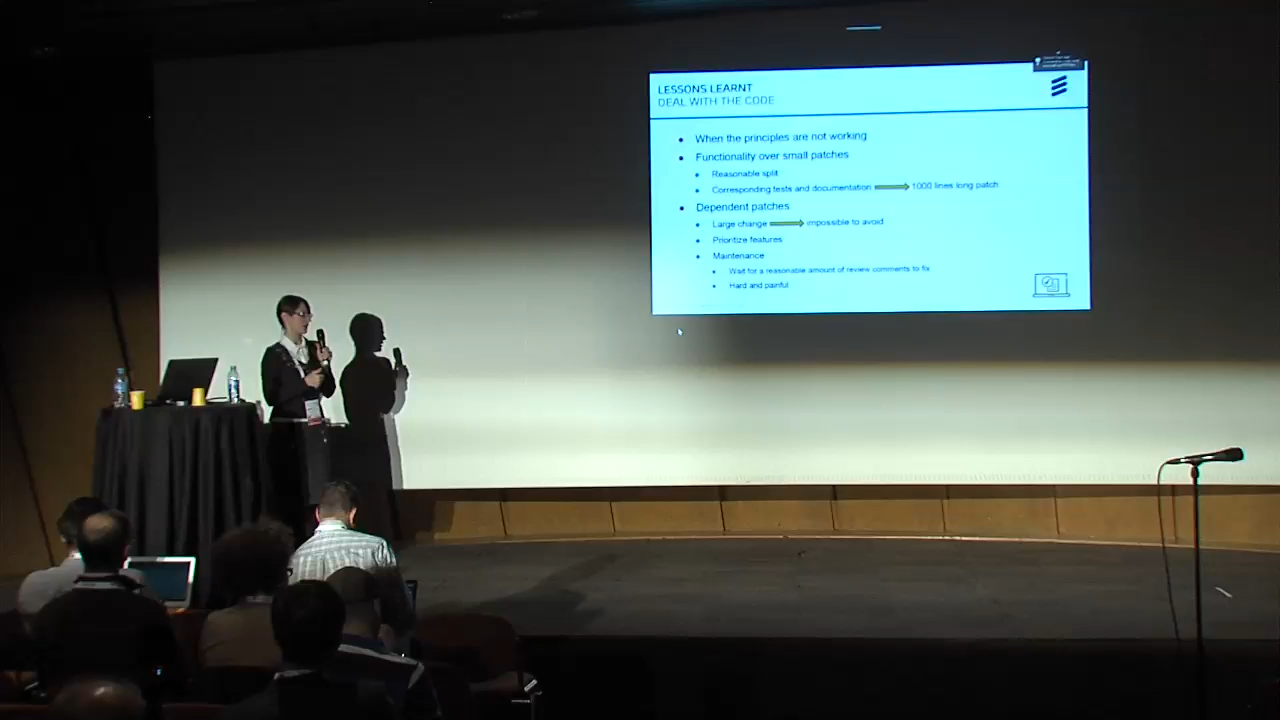 LESSONS LEARNT
DEAL WITH THE CODE
When the principles are not working
Functionality over small patches
Reasonable split
Corresponding tests and documentation 1000 lines long patch
Dependent patches
Large change impossible to avoid
Prioritize features
Maintenance
Wait for a reasonable amount of review comments to fix
Hard and painful